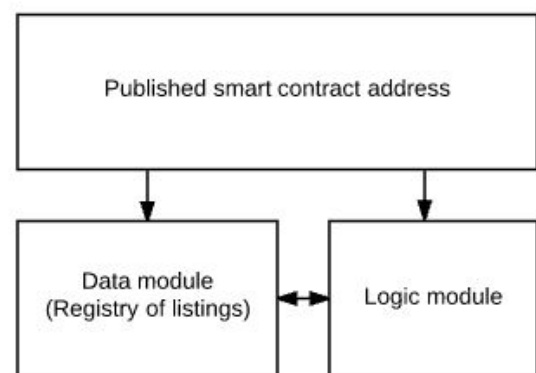 Published smart contract address
Data module
(Registry of listings)
Logic module